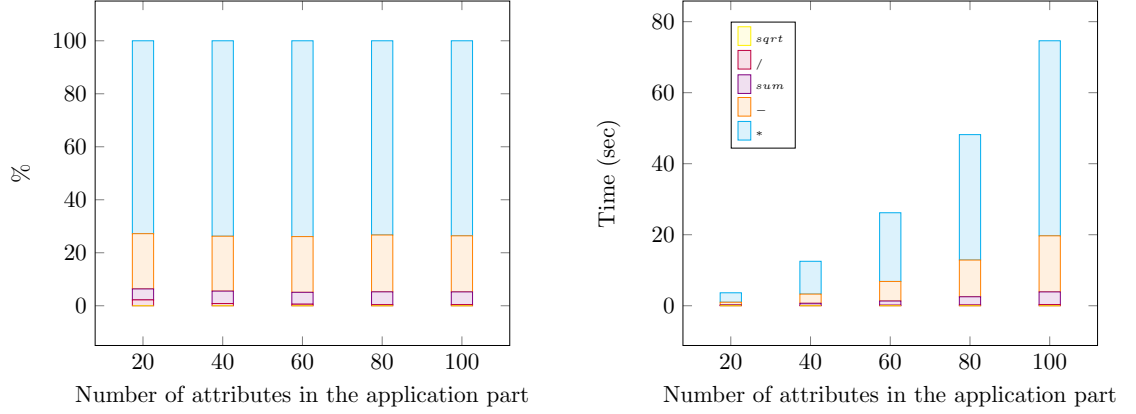 100
80
60
40
20
0
%
20 40 60 80 100
Number of attributes in the application part
80
60
40
20
0
Time (sec)
sqrt
/
sum
−
*
20 40 60 80 100
Number of attributes in the application part